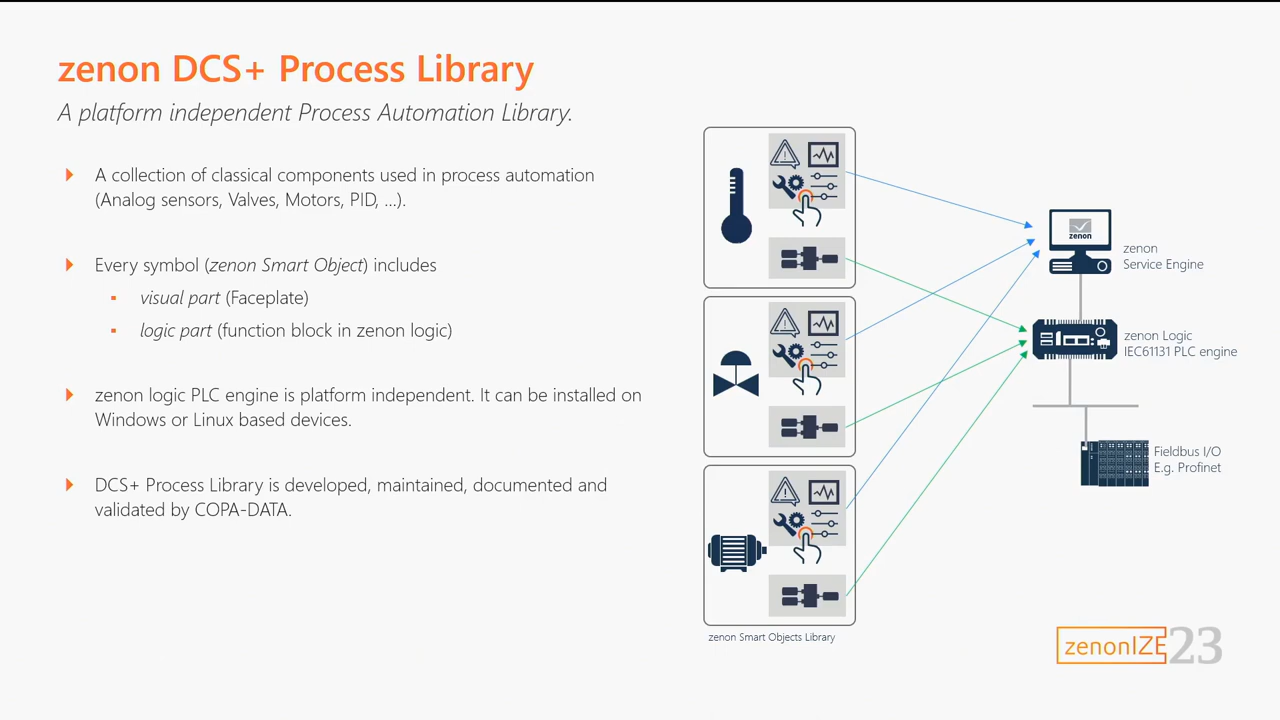 zenon DCS+ Process Library
A platform independent Process Automation Library.
A collection of classical components used in process automation
(Analog sensors, Valves, Motors, PID, ...).
Every symbol (zenon Smart Object) includes
visual part (Faceplate)
logic part (function block in zenon logic)
zenon logic PLC engine is platform independent. It can be installed on
Windows or Linux based devices.
DCS+ Process Library is developed, maintained, documented and
validated by COPA-DATA.
zenon Smart Objects Library
zenon
zenon
Service Engine
zenon Logic
IEC61131 PLC engine
Fieldbus I/O
E.g. Profinet
zenonIZE23